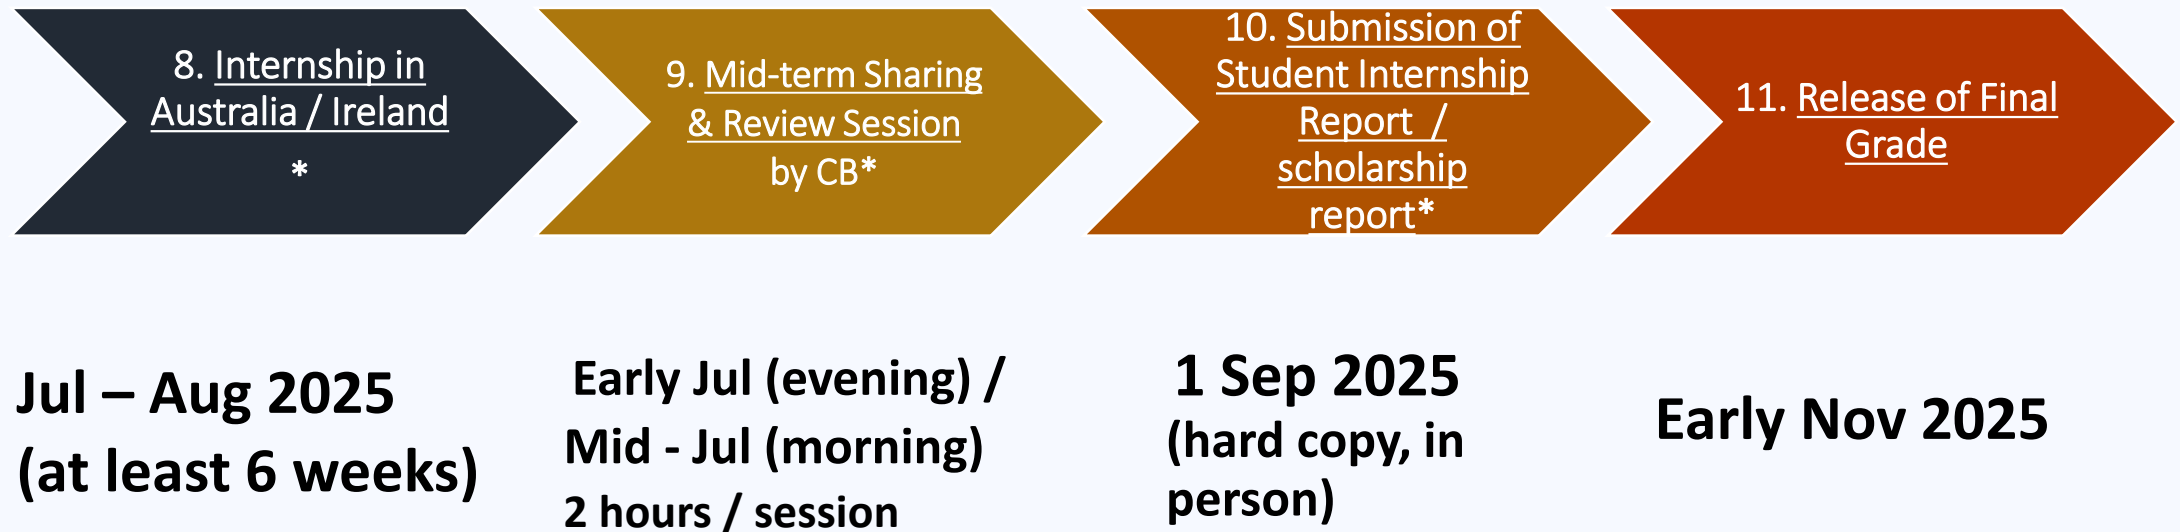 8. Internship in
Australia / Ireland
*
9. Mid-term Sharing
& Review Session
by CB*
10. Submission of
Student Internship
Report /
scholarship
report*
11. Release of Final
Grade
Jul – Aug 2025
(at least 6 weeks)
Early Jul (evening) /
Mid - Jul (morning)
2 hours / session
1 Sep 2025
(hard copy, in
person)
Early Nov 2025